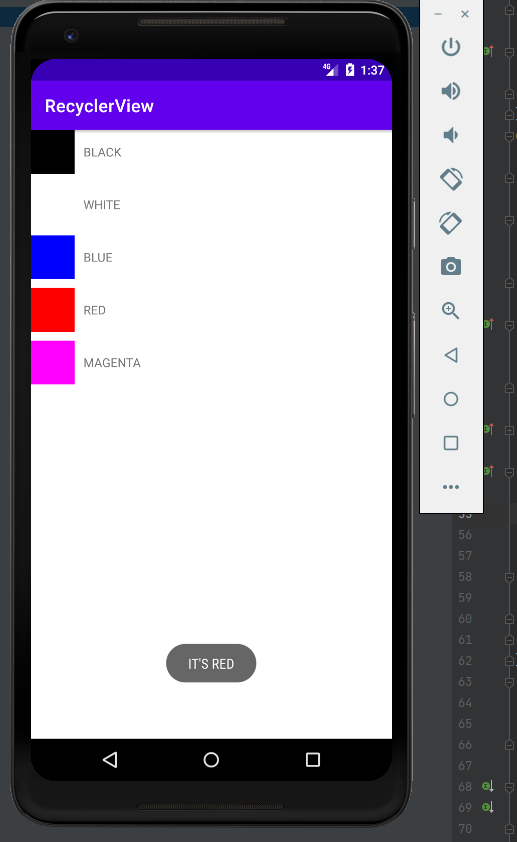 4G 1:37
RecyclerView
BLACK
WHITE
BLUE
RED
MAGENTA
IT'S RED
55
56
57
58
59
60
61
62
63
64
65
66
67
68
69
70